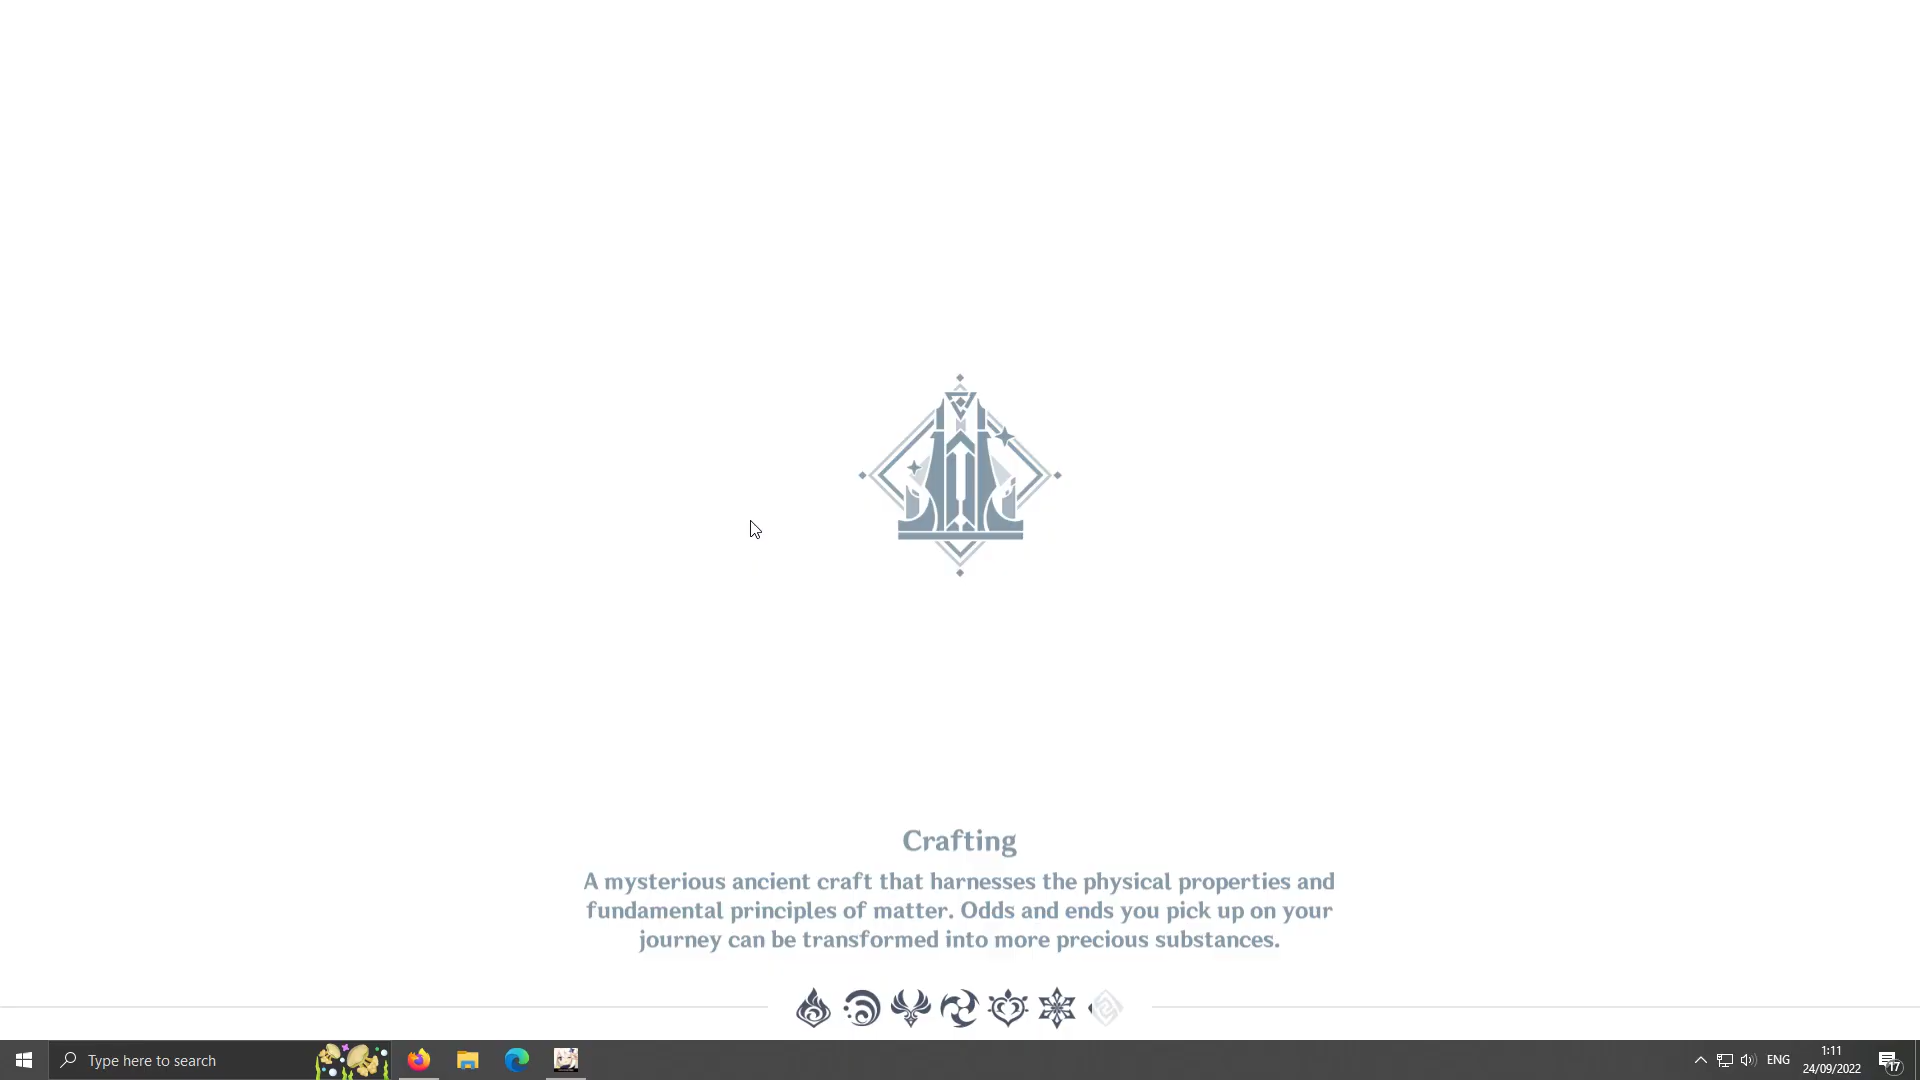 Crafting
A mysterious ancient craft that harnesses the physical properties and
fundamental principles of matter. Odds and ends you pick up on your
journey can be transformed into more precious substances.
Type here to search
ENG
1:11
24/09/2022
17